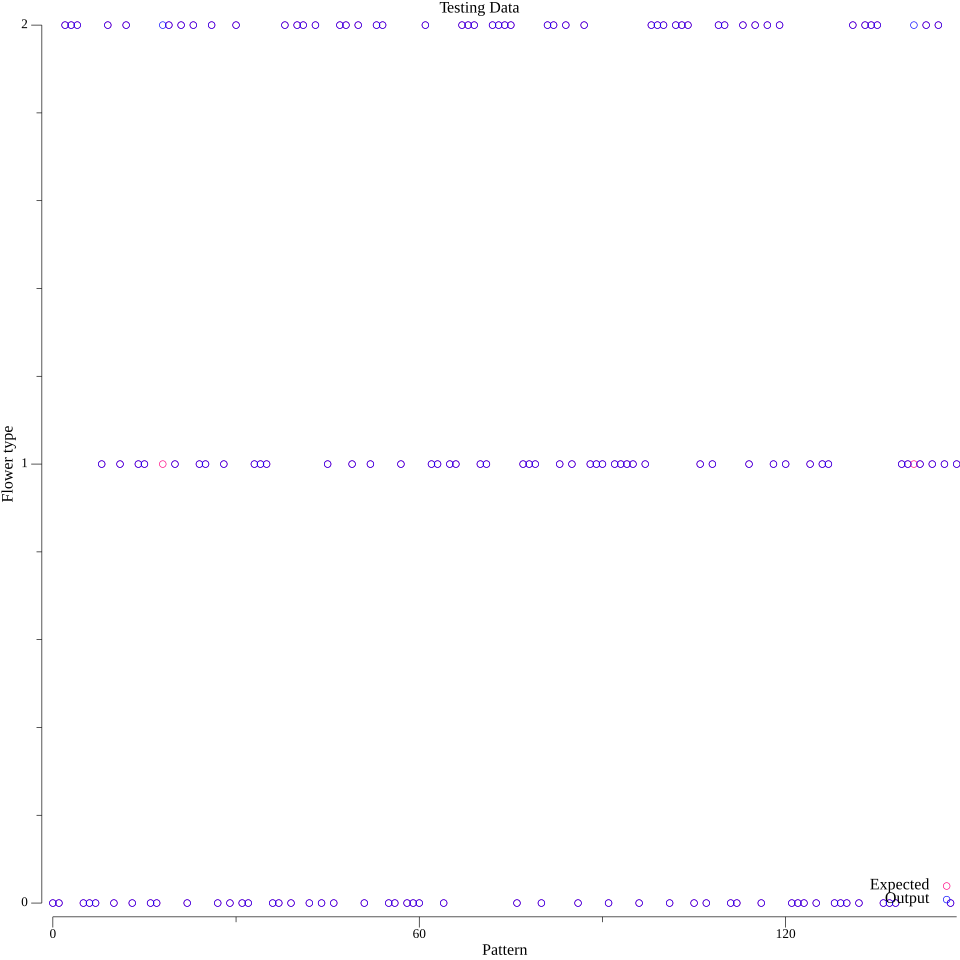 Testing Data
2
1
0
Flower type
Expected
Output
0 60 120
Pattern